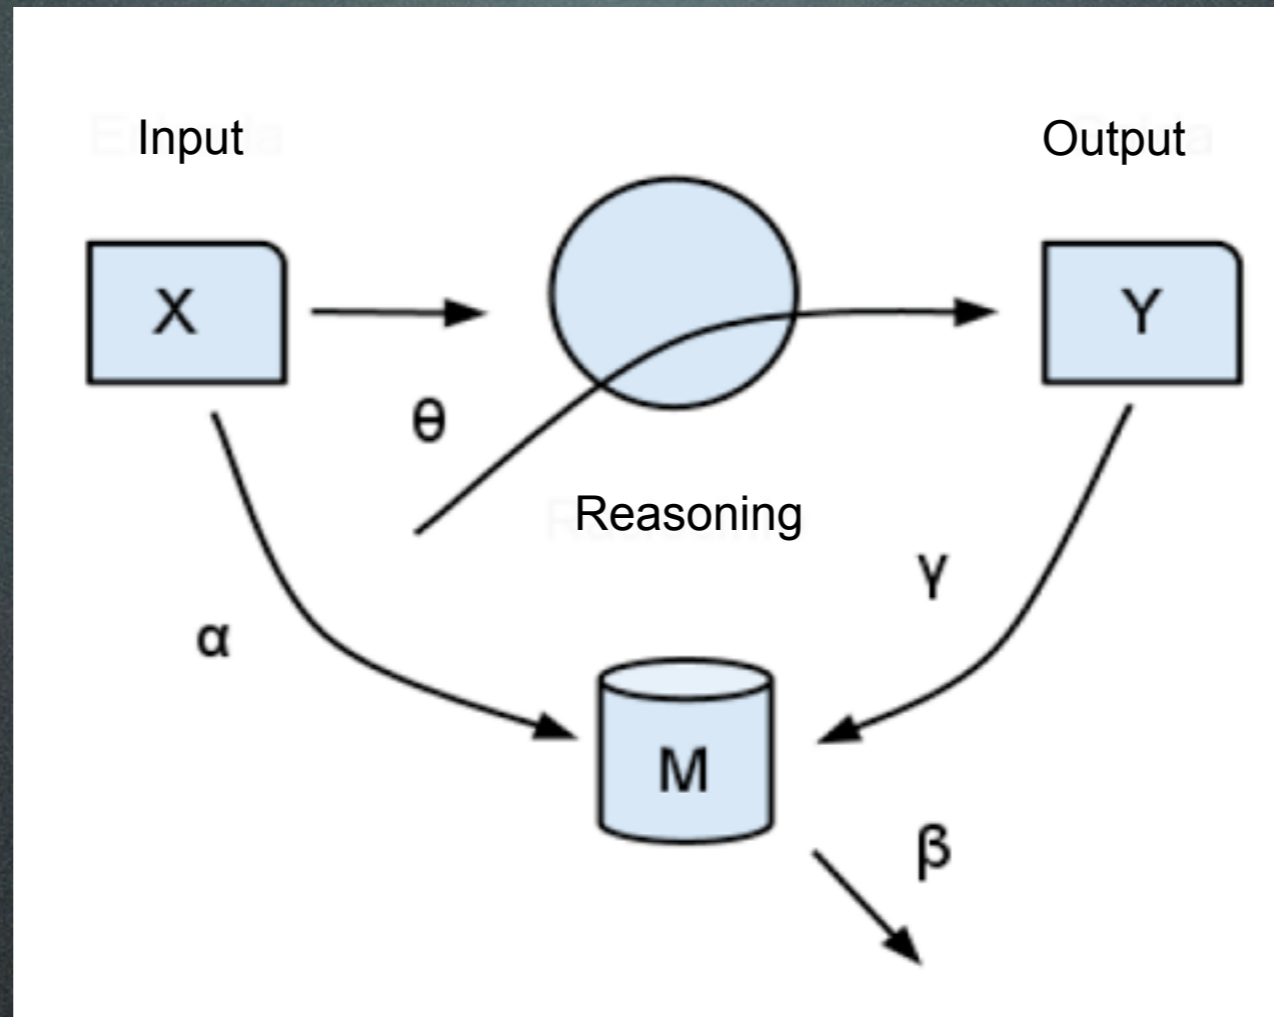 Input
Output
X
Y
θ
Reasoning
γ
α
M
β